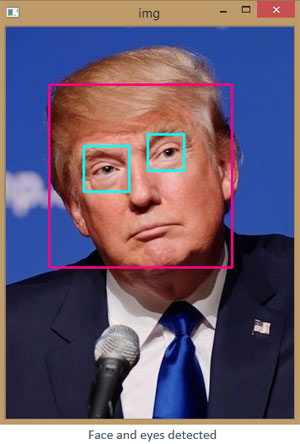 img
p.
Face and eyes detected